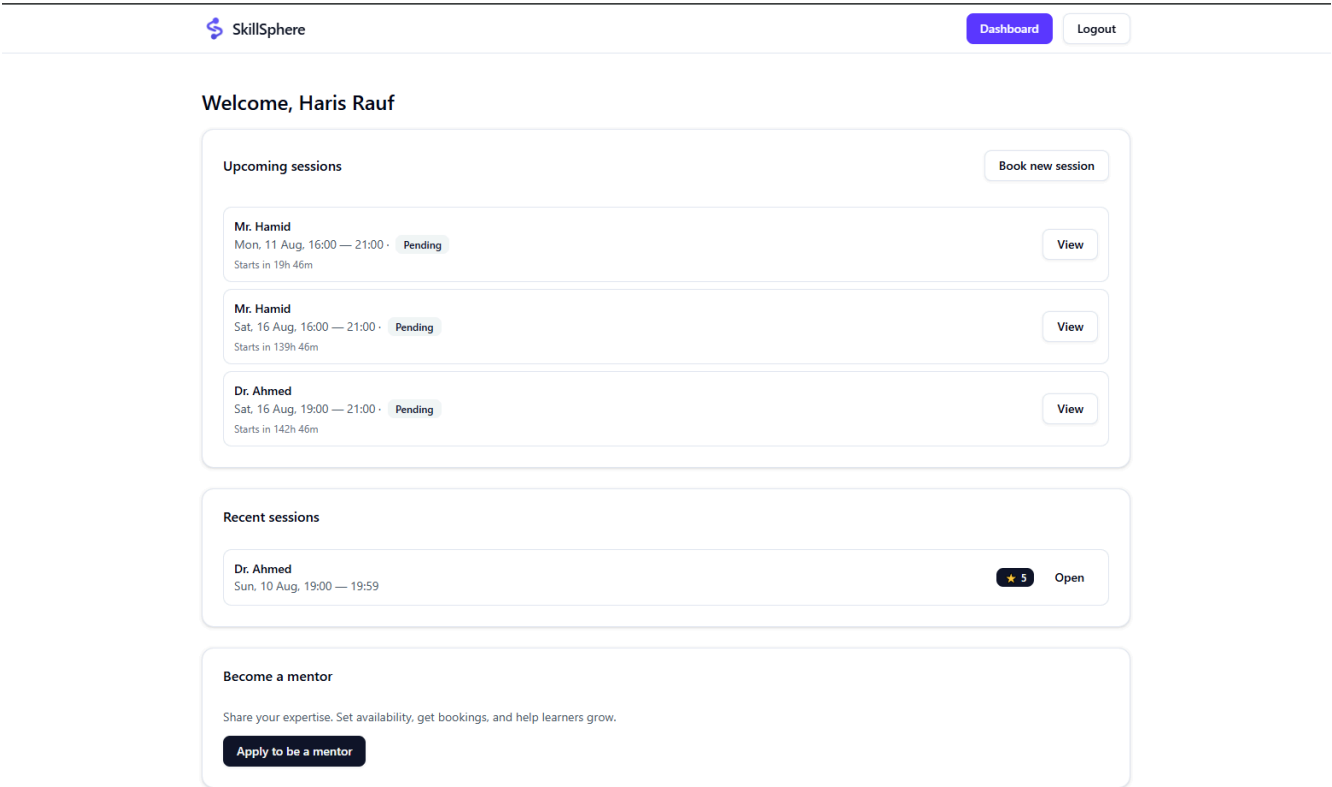 SkillSphere
Dashboard
Logout
Welcome, Haris Rauf
Upcoming sessions
Book new session
Mr. Hamid
Mon, 11 Aug, 16:00 — 21:00 · Pending
Starts in 19h 46m
View
Mr. Hamid
Sat, 16 Aug, 16:00 — 21:00 · Pending
Starts in 139h 46m
View
Dr. Ahmed
Sat, 16 Aug, 19:00 — 21:00 · Pending
Starts in 142h 46m
View
Recent sessions
Dr. Ahmed
Sun, 10 Aug, 19:00 — 19:59
★ 5
Open
Become a mentor
Share your expertise. Set availability, get bookings, and help learners grow.
Apply to be a mentor